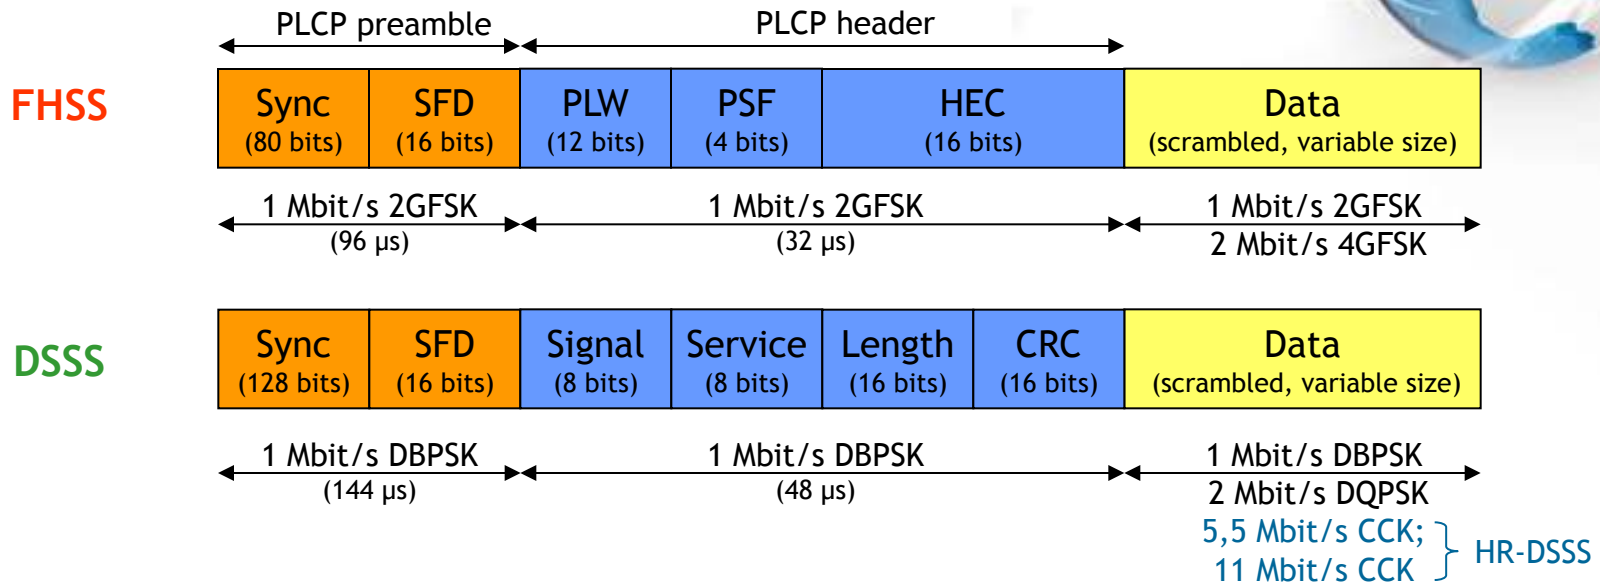 PLCP preamble
PLCP header
FHSS
Sync
(80 bits)
SFD
(16 bits)
PLW
(12 bits)
PSF
(4 bits)
HEC
(16 bits)
Data
(scrambled, variable size)
1 Mbit/s 2GFSK
(96 µs)
1 Mbit/s 2GFSK
(32 µs)
1 Mbit/s 2GFSK
2 Mbit/s 4GFSK
DSSS
Sync
(128 bits)
SFD
(16 bits)
Signal
(8 bits)
Service
(8 bits)
Length
(16 bits)
CRC
(16 bits)
Data
(scrambled, variable size)
1 Mbit/s DBPSK
(144 µs)
1 Mbit/s DBPSK
(48 µs)
1 Mbit/s DBPSK
2 Mbit/s DQPSK
5,5 Mbit/s CCK;
11 Mbit/s CCK
HR-DSSS